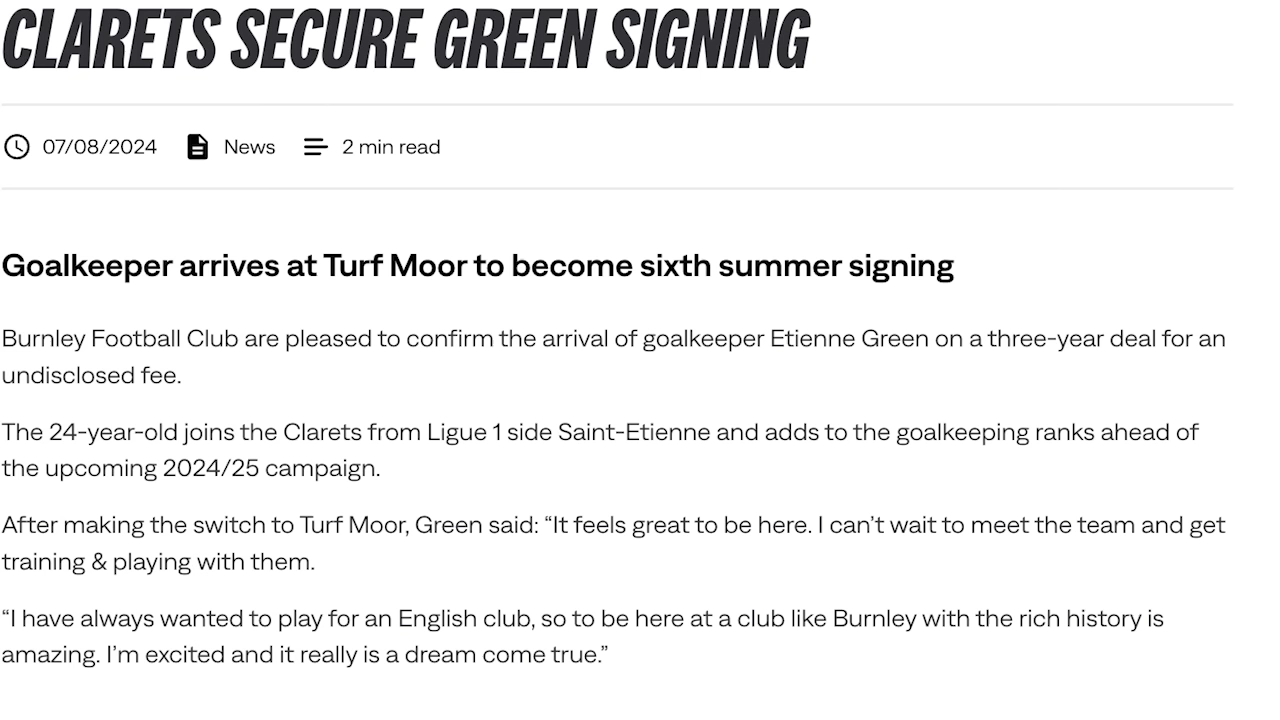 CLARETS SECURE GREEN SIGNING
07/08/2024 News 2 min read
Goalkeeper arrives at Turf Moor to become sixth summer signing
Burnley Football Club are pleased to confirm the arrival of goalkeeper Etienne Green on a three-year deal for an
undisclosed fee.
The 24-year-old joins the Clarets from Ligue 1 side Saint-Etienne and adds to the goalkeeping ranks ahead of
the upcoming 2024/25 campaign.
After making the switch to Turf Moor, Green said: “It feels great to be here. I can’t wait to meet the team and get
training & playing with them.
“I have always wanted to play for an English club, so to be here at a club like Burnley with the rich history is
amazing. I’m excited and it really is a dream come true.”